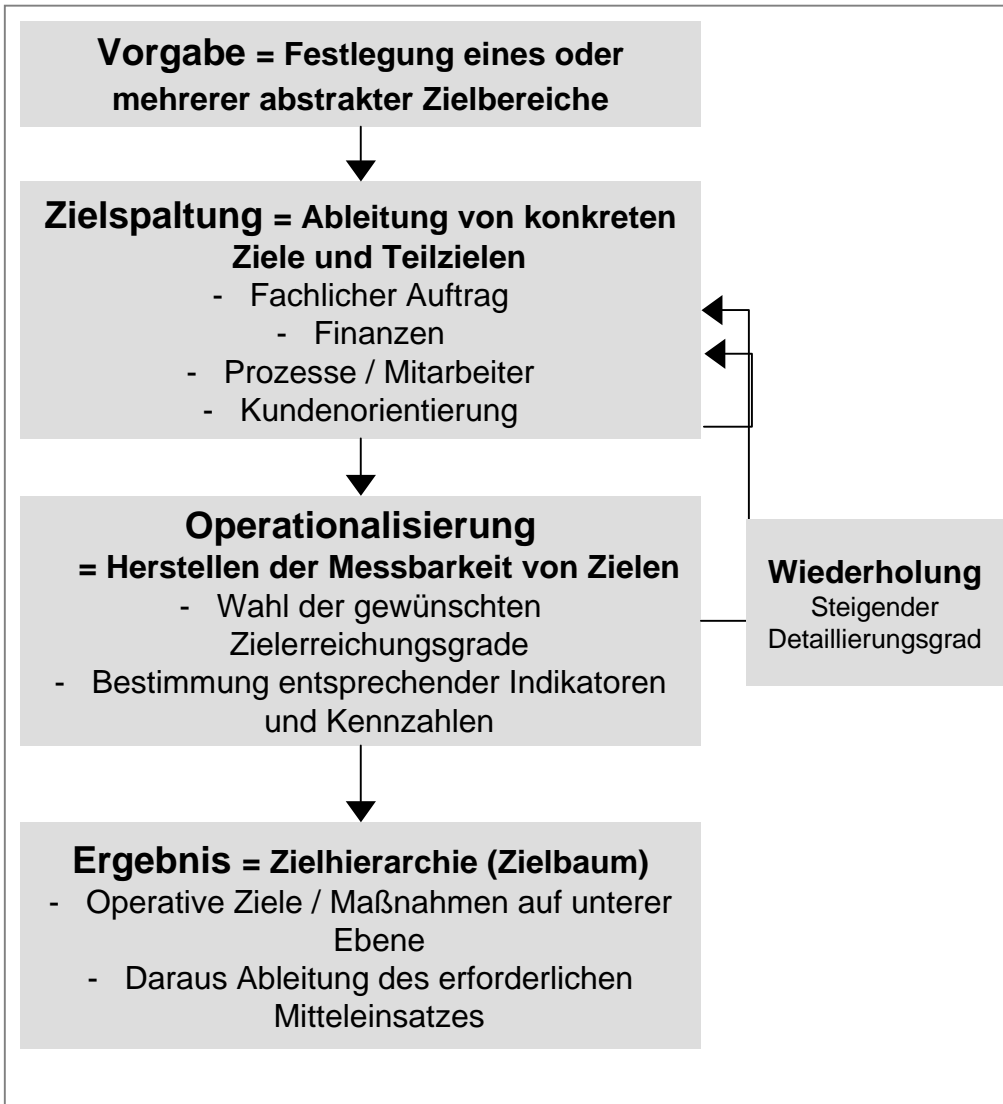 Vorgabe = Festlegung eines oder
mehrerer abstrakter Zielbereiche
Zielspaltung = Ableitung von konkreten
Ziele und Teilzielen
- Fachlicher Auftrag
- Finanzen
- Prozesse / Mitarbeiter
- Kundenorientierung
Operationalisierung
= Herstellen der Messbarkeit von Zielen
- Wahl der gewünschten
Zielerreichungsgrade
- Bestimmung entsprechender Indikatoren
und Kennzahlen
Wiederholung
Steigender
Detaillierungsgrad
Ergebnis = Zielhierarchie (Zielbaum)
- Operative Ziele / Maßnahmen auf unterer
Ebene
- Daraus Ableitung des erforderlichen
Mitteleinsatzes